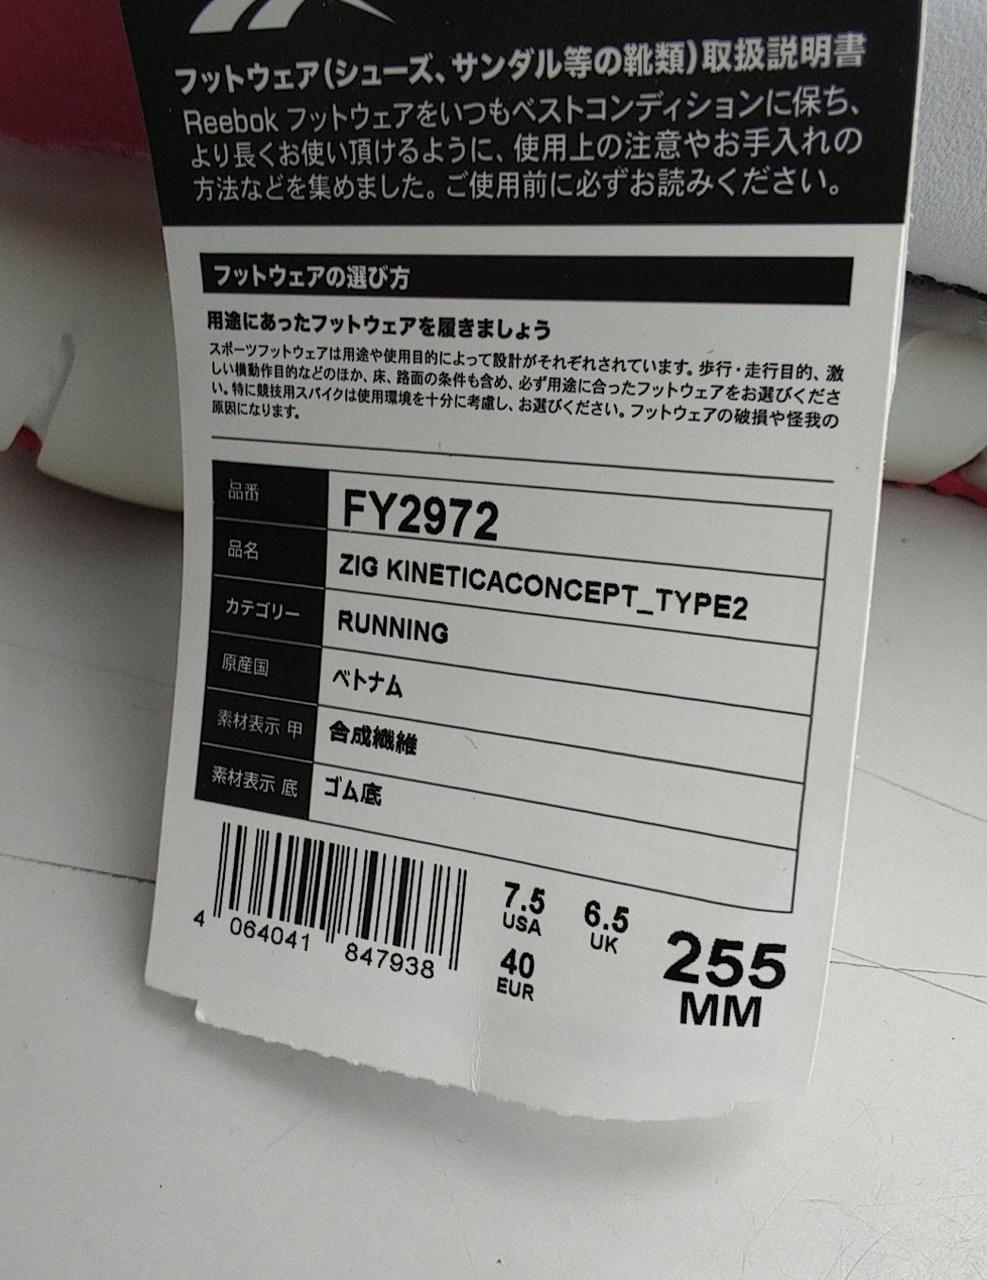 フットウェア(シューズ、サンダル等の靴類)取扱説明書
Reebok フットウェアをいつもベストコンディションに保ち、
より長くお使い頂けるように、使用上の注意やお手入れの
方法などを集めました。ご使用前に必ずお読みください。
フットウェアの選び方
用途にあったフットウェアを履きましょう
スポーツフットウェアは用途や使用目的によって設計がそれぞれされています。歩行・走行目的、激
しい横動作目的などのほか、床、路面の条件も含め、必ず用途に合ったフットウェアをお選びくださ
い。特に競技用スパイクは使用環境を十分に考慮し、お選びください。フットウェアの破損や怪我の
原因になります。
品番 FY2972
品名 ZIG KINETICACONCEPT_TYPE2
カテゴリー RUNNING
原産国 ベトナム
素材表示 甲 合成繊維
素材表示 底 ゴム底
4 064041 847938
7.5 USA
6.5 UK
40 EUR
255 MM